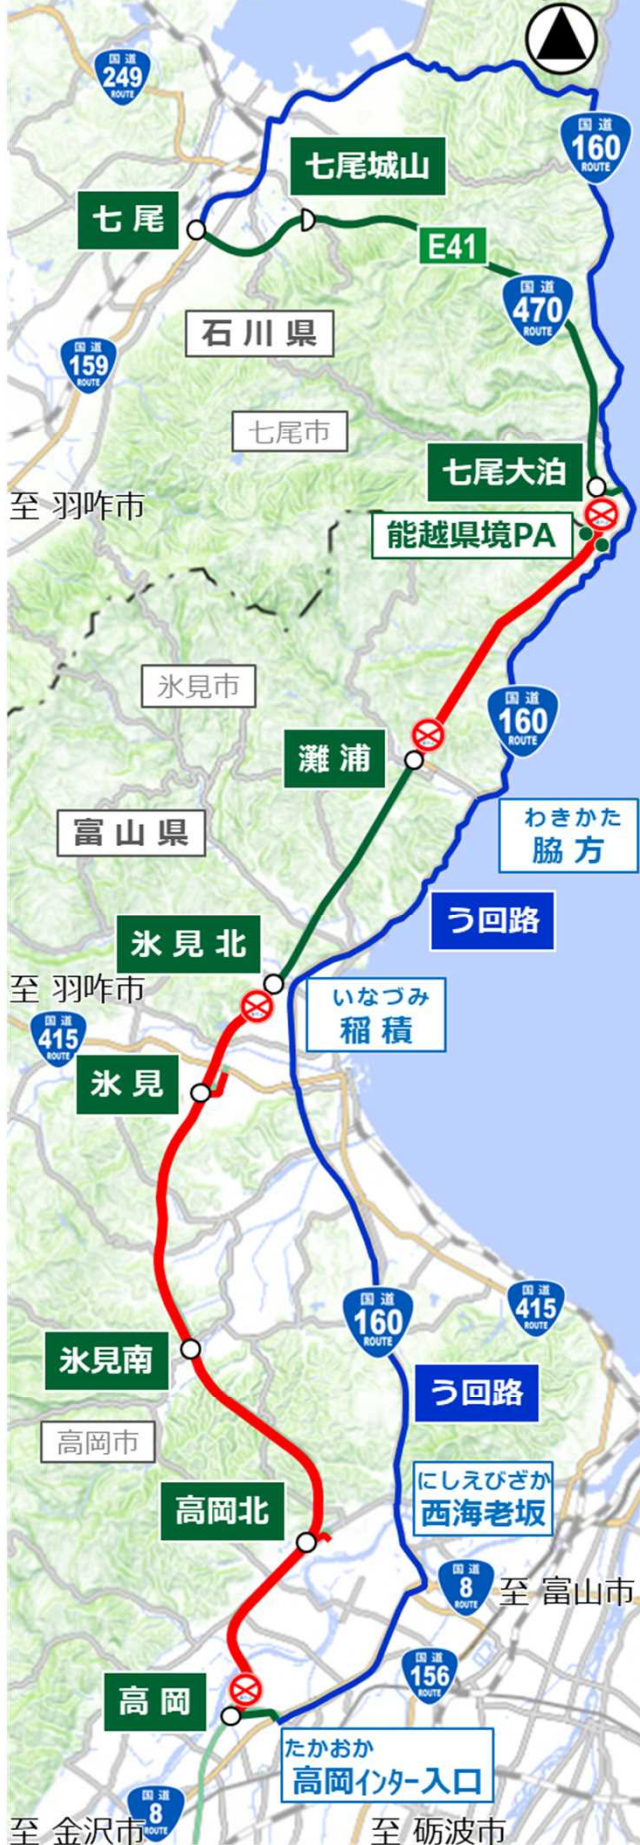 国道
249
ROUTE
国道
160
ROUTE
七尾城山
七尾
E41
国道
470
ROUTE
石川県
国道
159
ROUTE
七尾市
七尾大泊
至 羽咋市
能越県境PA
氷見市
国道
160
ROUTE
灘浦
わきかた
脇方
富山県
う回路
氷見北
至 羽咋市
いなづみ
稲積
国道
415
ROUTE
氷見
国道
160
ROUTE
国道
415
ROUTE
氷見南
う回路
高岡市
にしえびざか
西海老坂
高岡北
国道
8
ROUTE
至 富山市
国道
156
ROUTE
高岡
たかおか
高岡インター入口
国道
8
ROUTE
至 金沢市
至 砺波市